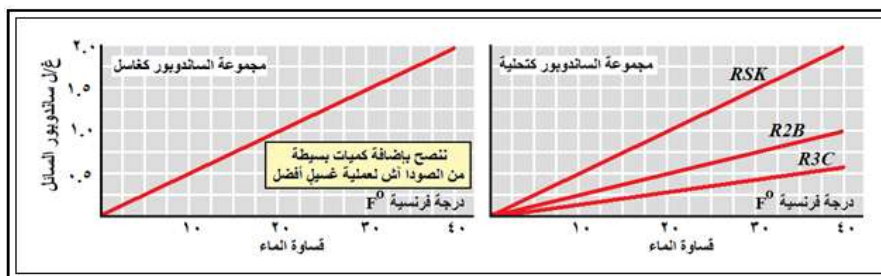 مجموعة الساندوبور كغاسل
غ/ل ساندوبور السائل
٢.٠
١.٥
١.٠
٠.٥
ننصح بإضافة كميات بسيطة
من الصودا آش لعملية غسيلٍ أفضل
درجة فرنسية F°
١٠ ٢٠ ٣٠ ٤٠
قساوة الماء
مجموعة الساندوبور كتحلية
RSK
R2B
R3C
درجة فرنسية F°
١٠ ٢٠ ٣٠ ٤٠
قساوة الماء